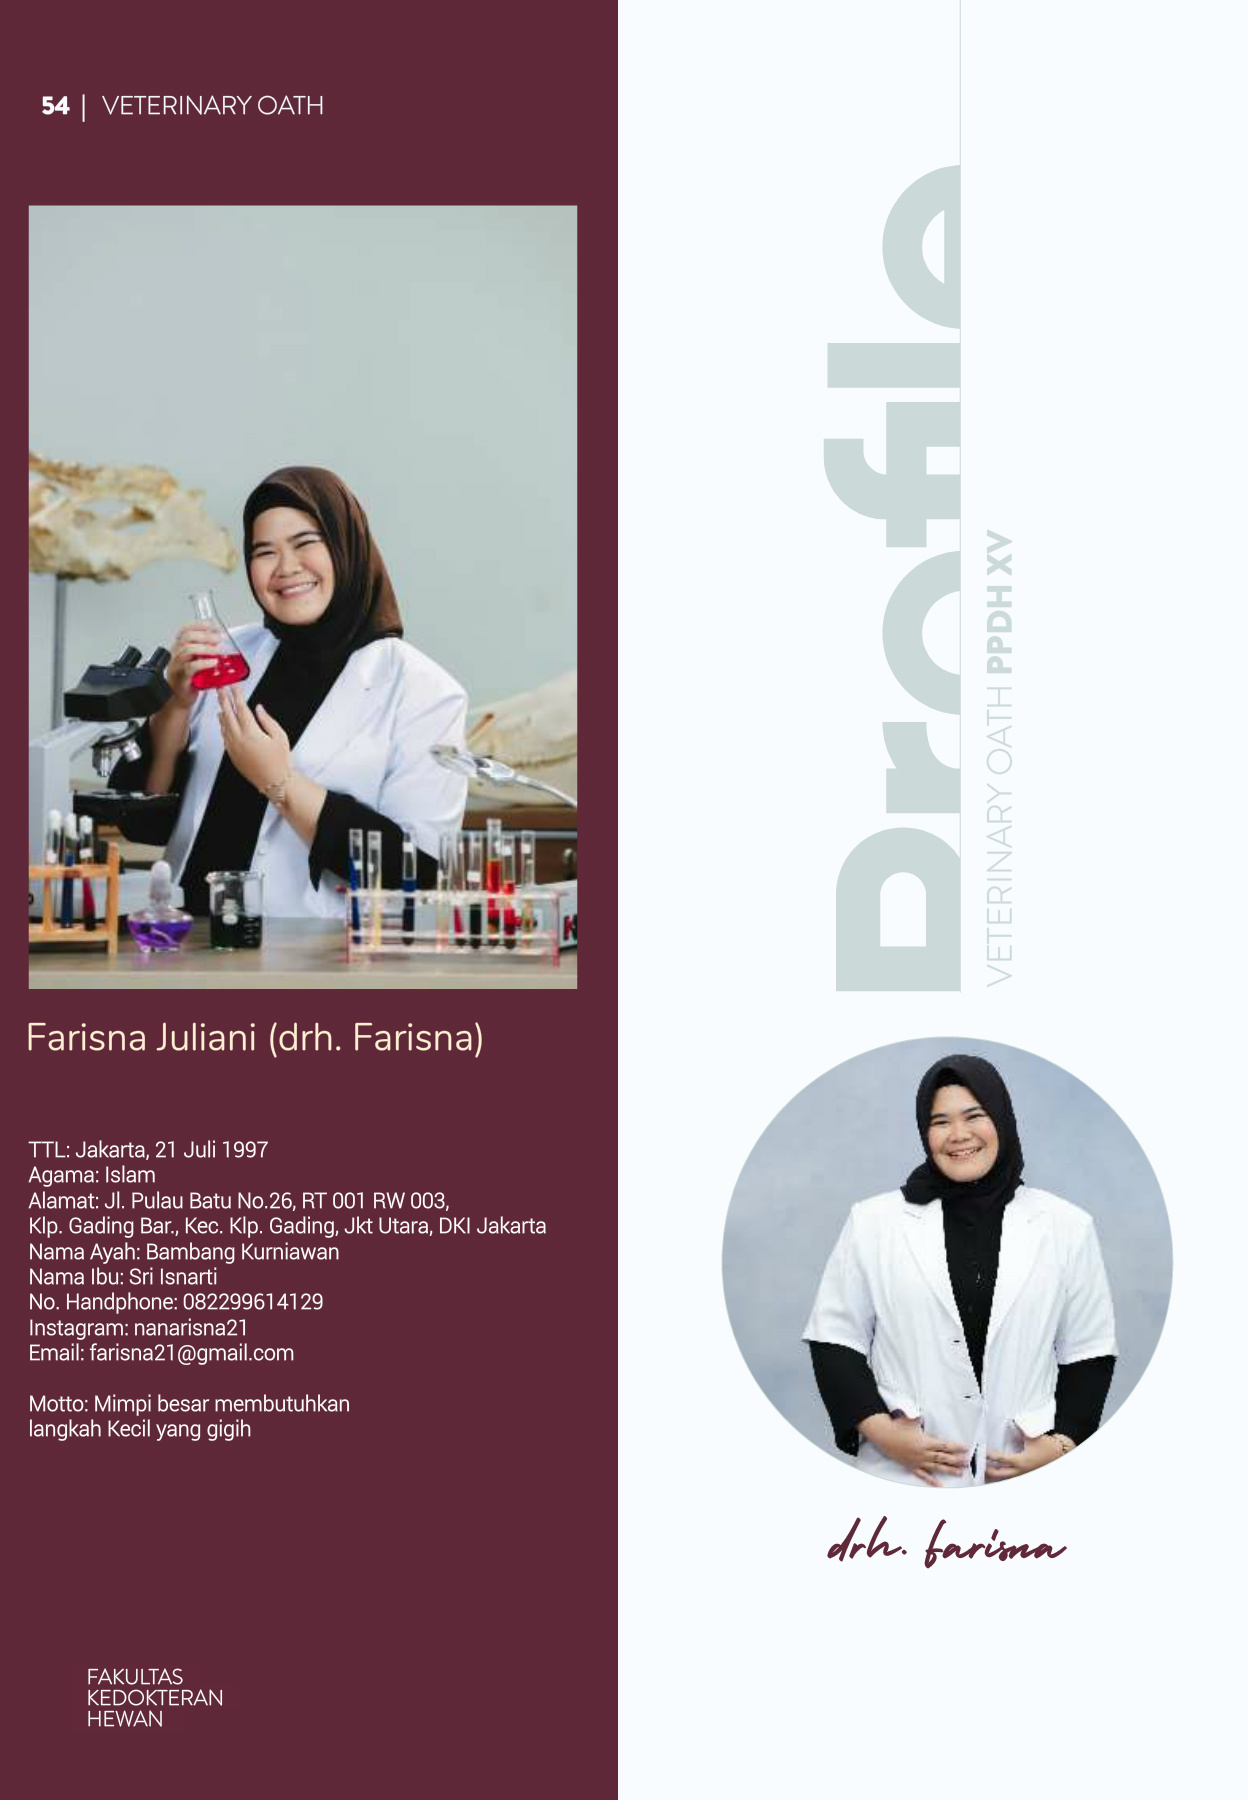 54 | VETERINARY OATH
Farisna Juliani (drh. Farisna)
TTL: Jakarta, 21 Juli 1997
Agama: Islam
Alamat: Jl. Pulau Batu No.26, RT 001 RW 003,
Klp. Gading Bar., Kec. Klp. Gading, Jkt Utara, DKI Jakarta
Nama Ayah: Bambang Kurniawan
Nama Ibu: Sri Isnarti
No. Handphone: 082299614129
Instagram: nanarisna21
Email: farisna21@gmail.com
Motto: Mimpi besar membutuhkan
langkah Kecil yang gigih
FAKULTAS
KEDOKTERAN
HEWAN
Profile
VETERINARY OATH PPDH XV
drh. farisna